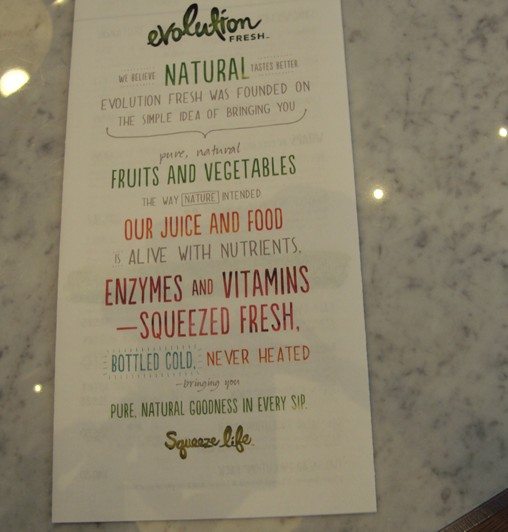 evolution
FRESH™
WE BELIEVE NATURAL TASTES BETTER.
EVOLUTION FRESH WAS FOUNDED ON
THE SIMPLE IDEA OF BRINGING YOU
pure, natural
FRUITS AND VEGETABLES
THE WAY NATURE INTENDED.
OUR JUICE AND FOOD
IS ALIVE WITH NUTRIENTS,
ENZYMES AND VITAMINS
—SQUEEZED FRESH,
BOTTLED COLD, NEVER HEATED
—bringing you
PURE, NATURAL GOODNESS IN EVERY SIP.
Squeeze life™